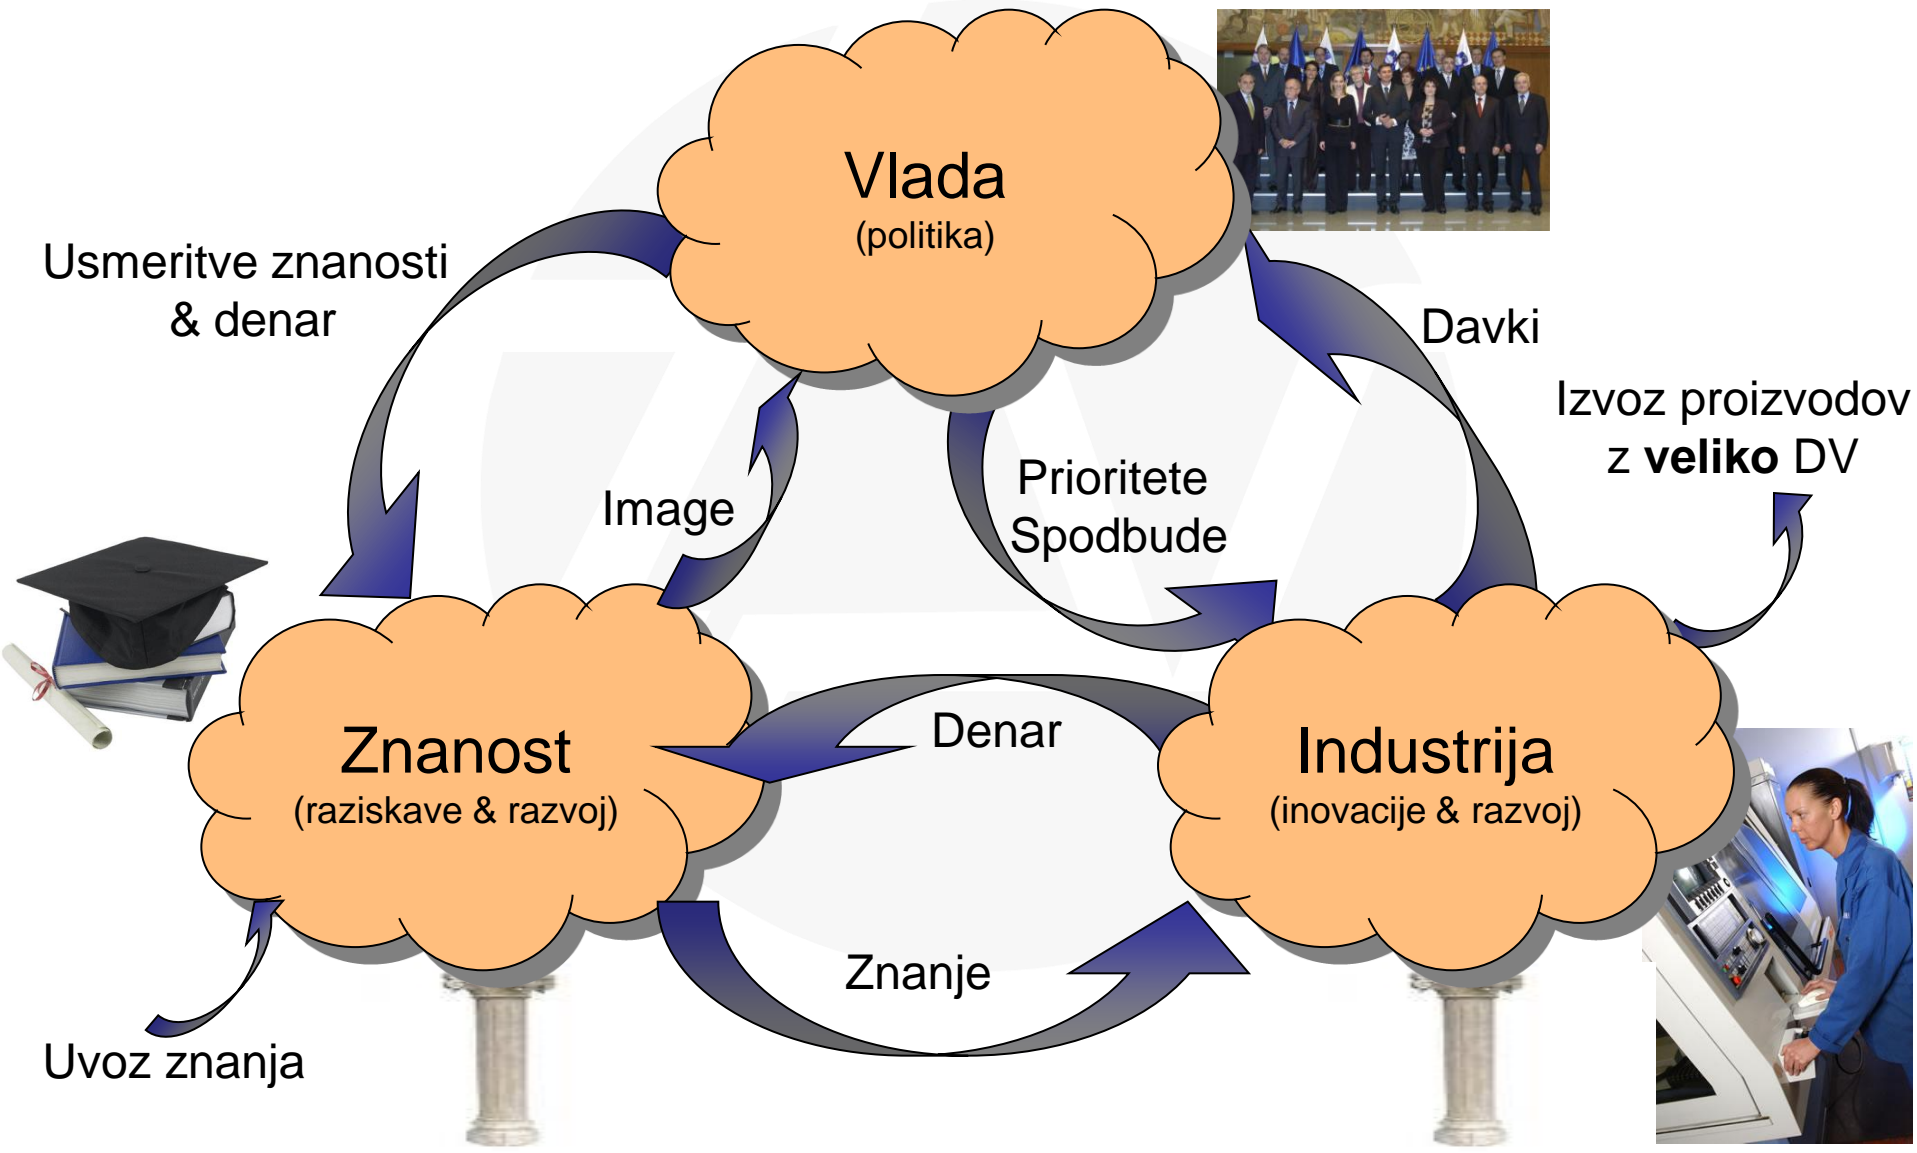 Vlada
(politika)
Usmeritve znanosti
& denar
Davki
Izvoz proizvodov
z veliko DV
Image
Prioritete
Spodbude
Denar
Znanost
(raziskave & razvoj)
Industrija
(inovacije & razvoj)
Znanje
Uvoz znanja